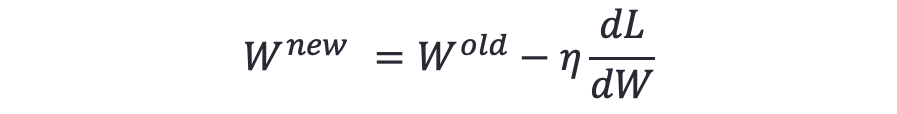 W^new = W^old − η dL/dW